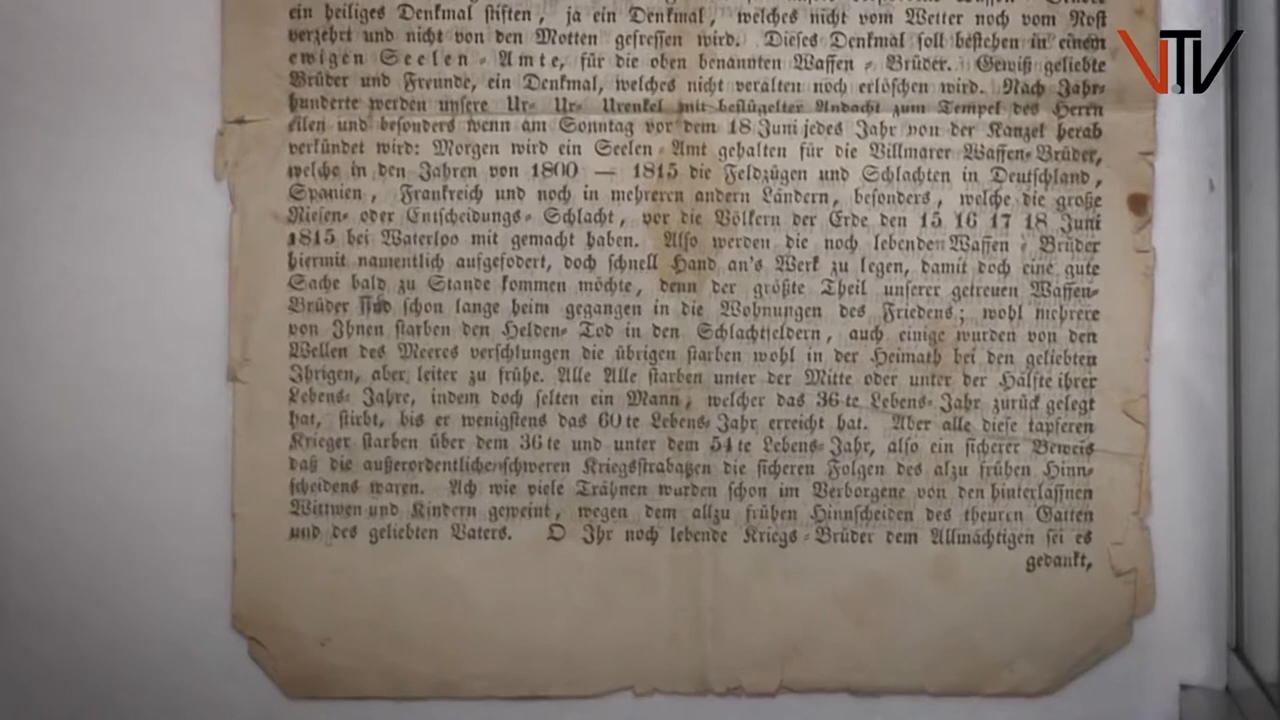 ein heiliges Denkmal stiften, ja ein Denkmal, welches nicht vom Wetter noch vom Rost
verzehrt und nicht von den Motten gefressen wird. Dieses Denkmal soll bestehen in einem
ewigen Seelen-Amte, für die oben benannten Waffen-Brüder. Gewiß geliebte
Brüder und Freunde, ein Denkmal, welches nicht veralten noch erlöschen wird. Nach Jahr-
hunderte werden unsere Ur- Ur- Urenkel mit beflügelter Andacht zum Tempel des Herrn
eilen und besonders wenn am Sonntag vor dem 18 Juni jedes Jahr von der Kanzel herab
verkündet wird: Morgen wird ein Seelen-Amt gehalten für die Villmarer Waffen-Brüder,
welche in den Jahren von 1800 — 1815 die Feldzügen und Schlachten in Deutschland,
Spanien, Frankreich und noch in mehreren andern Ländern, besonders, welche die große
Riesen- oder Entscheidungs-Schlacht, vor die Völkern der Erde den 15 16 17 18 Juni
1815 bei Waterloo mit gemacht haben. Also werden die noch lebenden Waffen-Brüder
hiermit namentlich aufgefodert, doch schnell Hand an's Werk zu legen, damit doch eine gute
Sache bald zu Stande kommen möchte, denn der größte Theil unserer getreuen Waffen-
Brüder sind schon lange heim gegangen in die Wohnungen des Friedens; wohl mehrere
von Ihnen starben den Helden-Tod in den Schlachtfeldern, auch einige wurden von den
Wellen des Meeres verschlungen die übrigen starben wohl in der Heimath bei den geliebten
Ihrigen, aber leiter zu frühe. Alle Alle starben unter der Mitte oder unter der Hälfte ihrer
Lebens-Jahre, indem doch selten ein Mann, welcher das 36te Lebens-Jahr zurück gelegt
hat, stirbt, bis er wenigstens das 60te Lebens-Jahr erreicht hat. Aber alle diese tapferen
Krieger starben über dem 36te und unter dem 54te Lebens-Jahr, also ein sicherer Beweis
daß die außerordentlichen schweren Kriegsstrabatzen die sicheren Folgen des alzu frühen Hinn-
scheidens waren. Ach wie viele Trähnen wurden schon im Verborgene von den hinterlassnen
Wittwen und Kindern geweint, wegen dem allzu frühen Hinnscheiden des theuren Gatten
und des geliebten Vaters. O Ihr noch lebende Kriegs-Brüder dem Allmächtigen sei es
gedankt,
V.TV